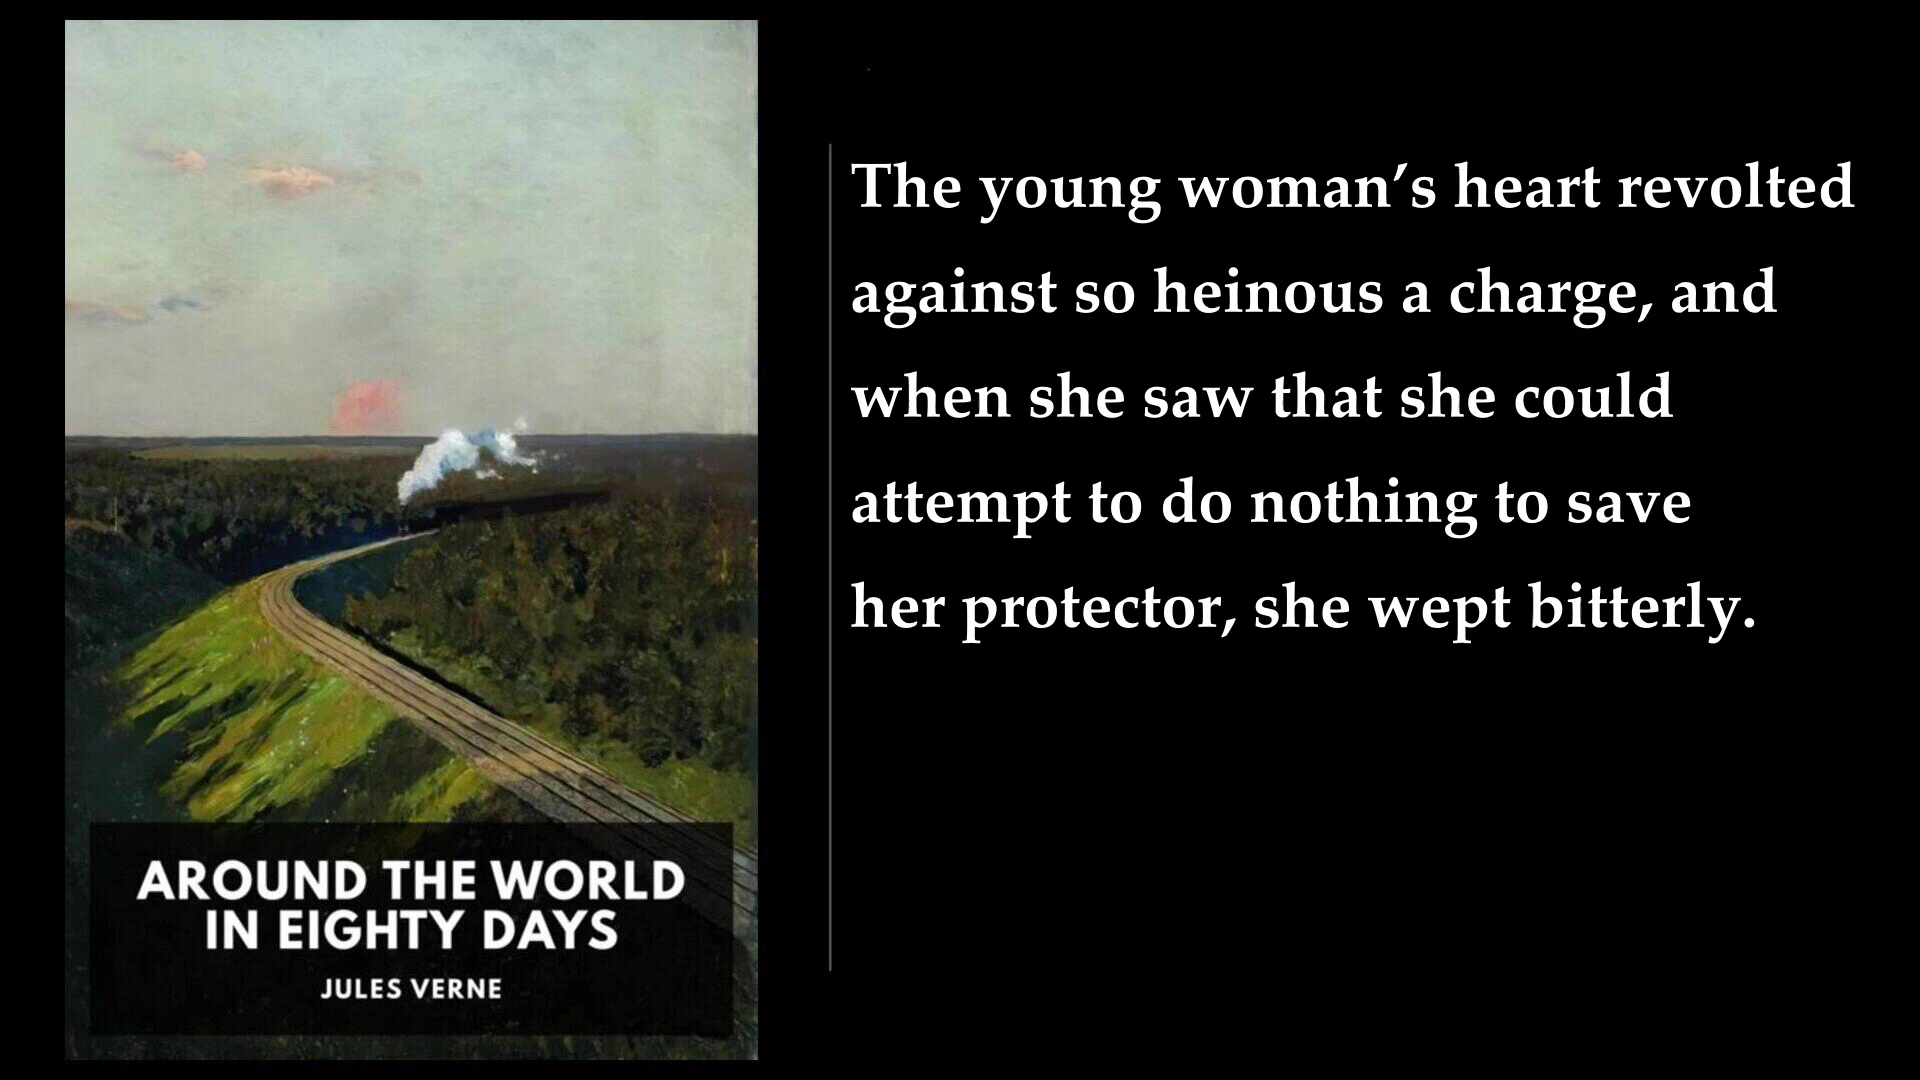 The young woman’s heart revolted
against so heinous a charge, and
when she saw that she could
attempt to do nothing to save
her protector, she wept bitterly.
AROUND THE WORLD
IN EIGHTY DAYS
JULES VERNE